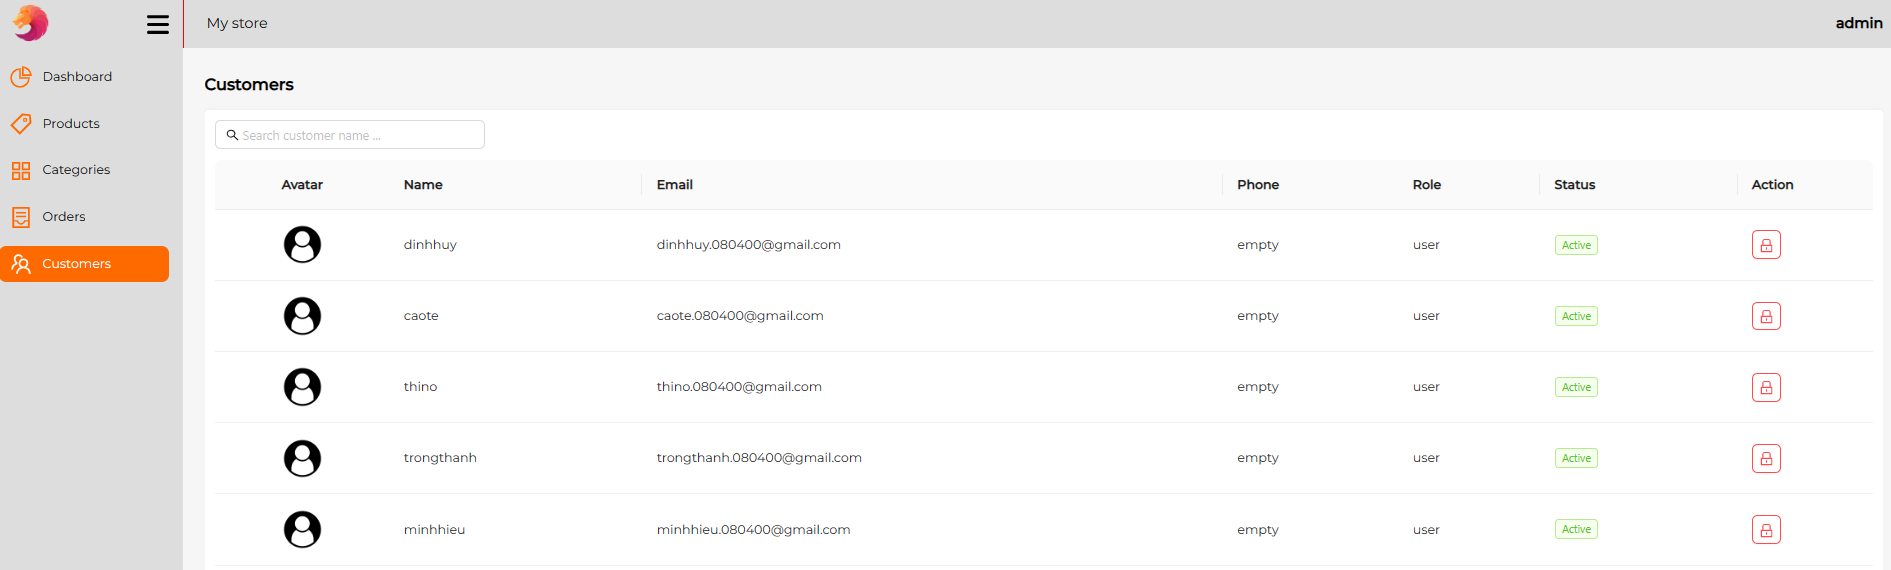 My store
admin
Dashboard
Products
Categories
Orders
Customers
Customers
Search customer name ...
Avatar Name Email Phone Role Status Action
dinhhuy dinhhuy.080400@gmail.com empty user Active
caote caote.080400@gmail.com empty user Active
thino thino.080400@gmail.com empty user Active
trongthanh trongthanh.080400@gmail.com empty user Active
minhhieu minhhieu.080400@gmail.com empty user Active